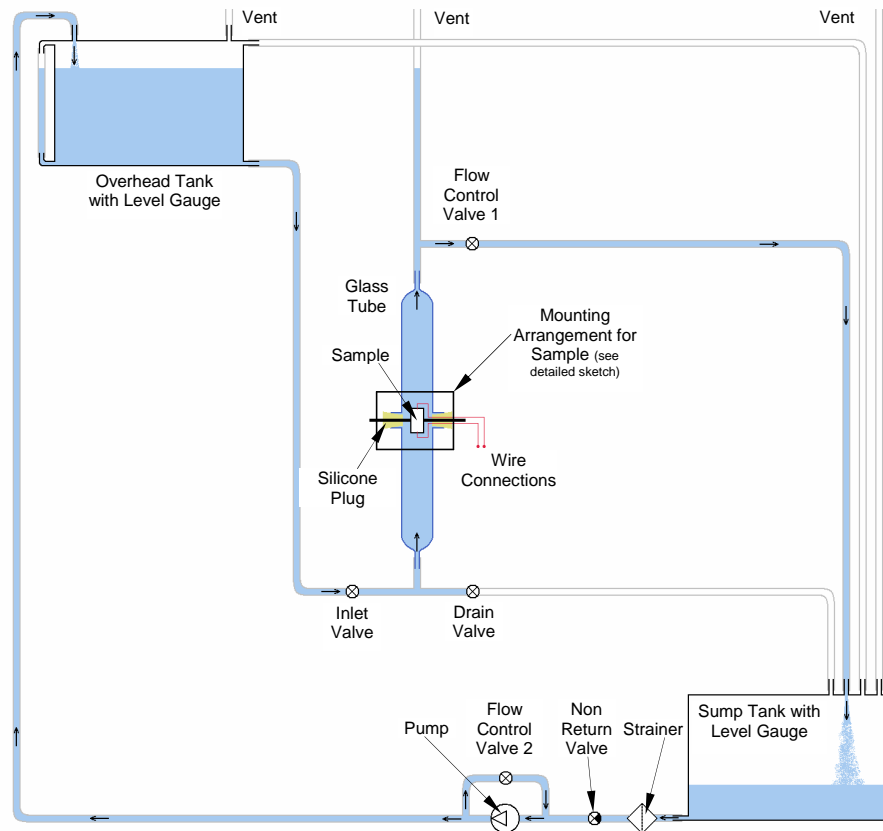 Vent
Vent
Vent
Overhead Tank
with Level Gauge
Flow
Control
Valve 1
Glass
Tube
Mounting
Arrangement for
Sample (see
detailed sketch)
Sample
Silicone
Plug
Wire
Connections
Inlet
Valve
Drain
Valve
Pump
Flow
Control
Valve 2
Non
Return
Valve
Strainer
Sump Tank with
Level Gauge